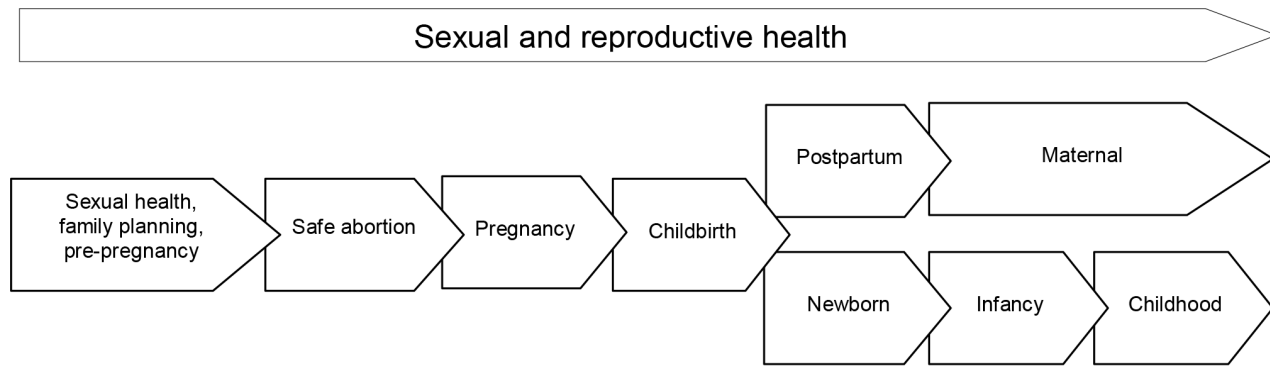 Sexual and reproductive health
Sexual health,
family planning,
pre-pregnancy
Safe abortion
Pregnancy
Childbirth
Postpartum
Maternal
Newborn
Infancy
Childhood